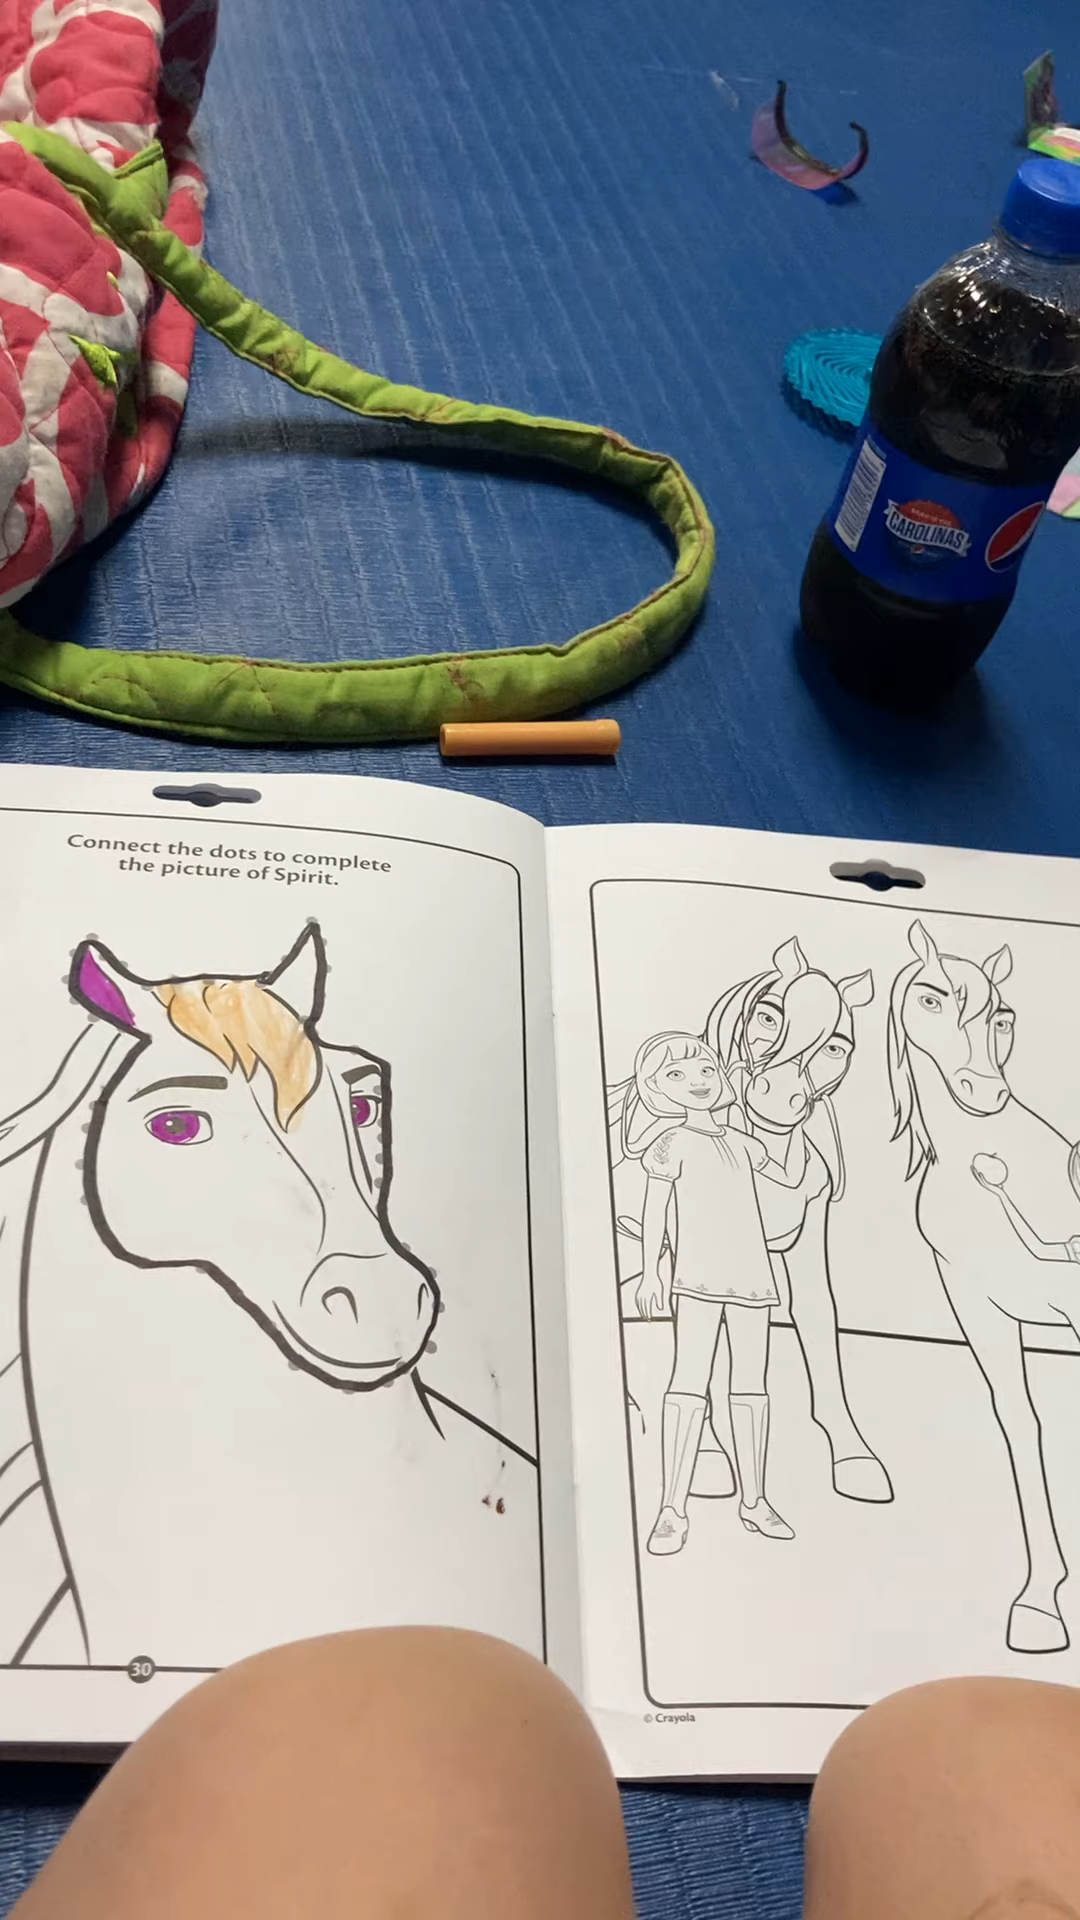 CAROLINAS
Connect the dots to complete
the picture of Spirit.
30
© Crayola